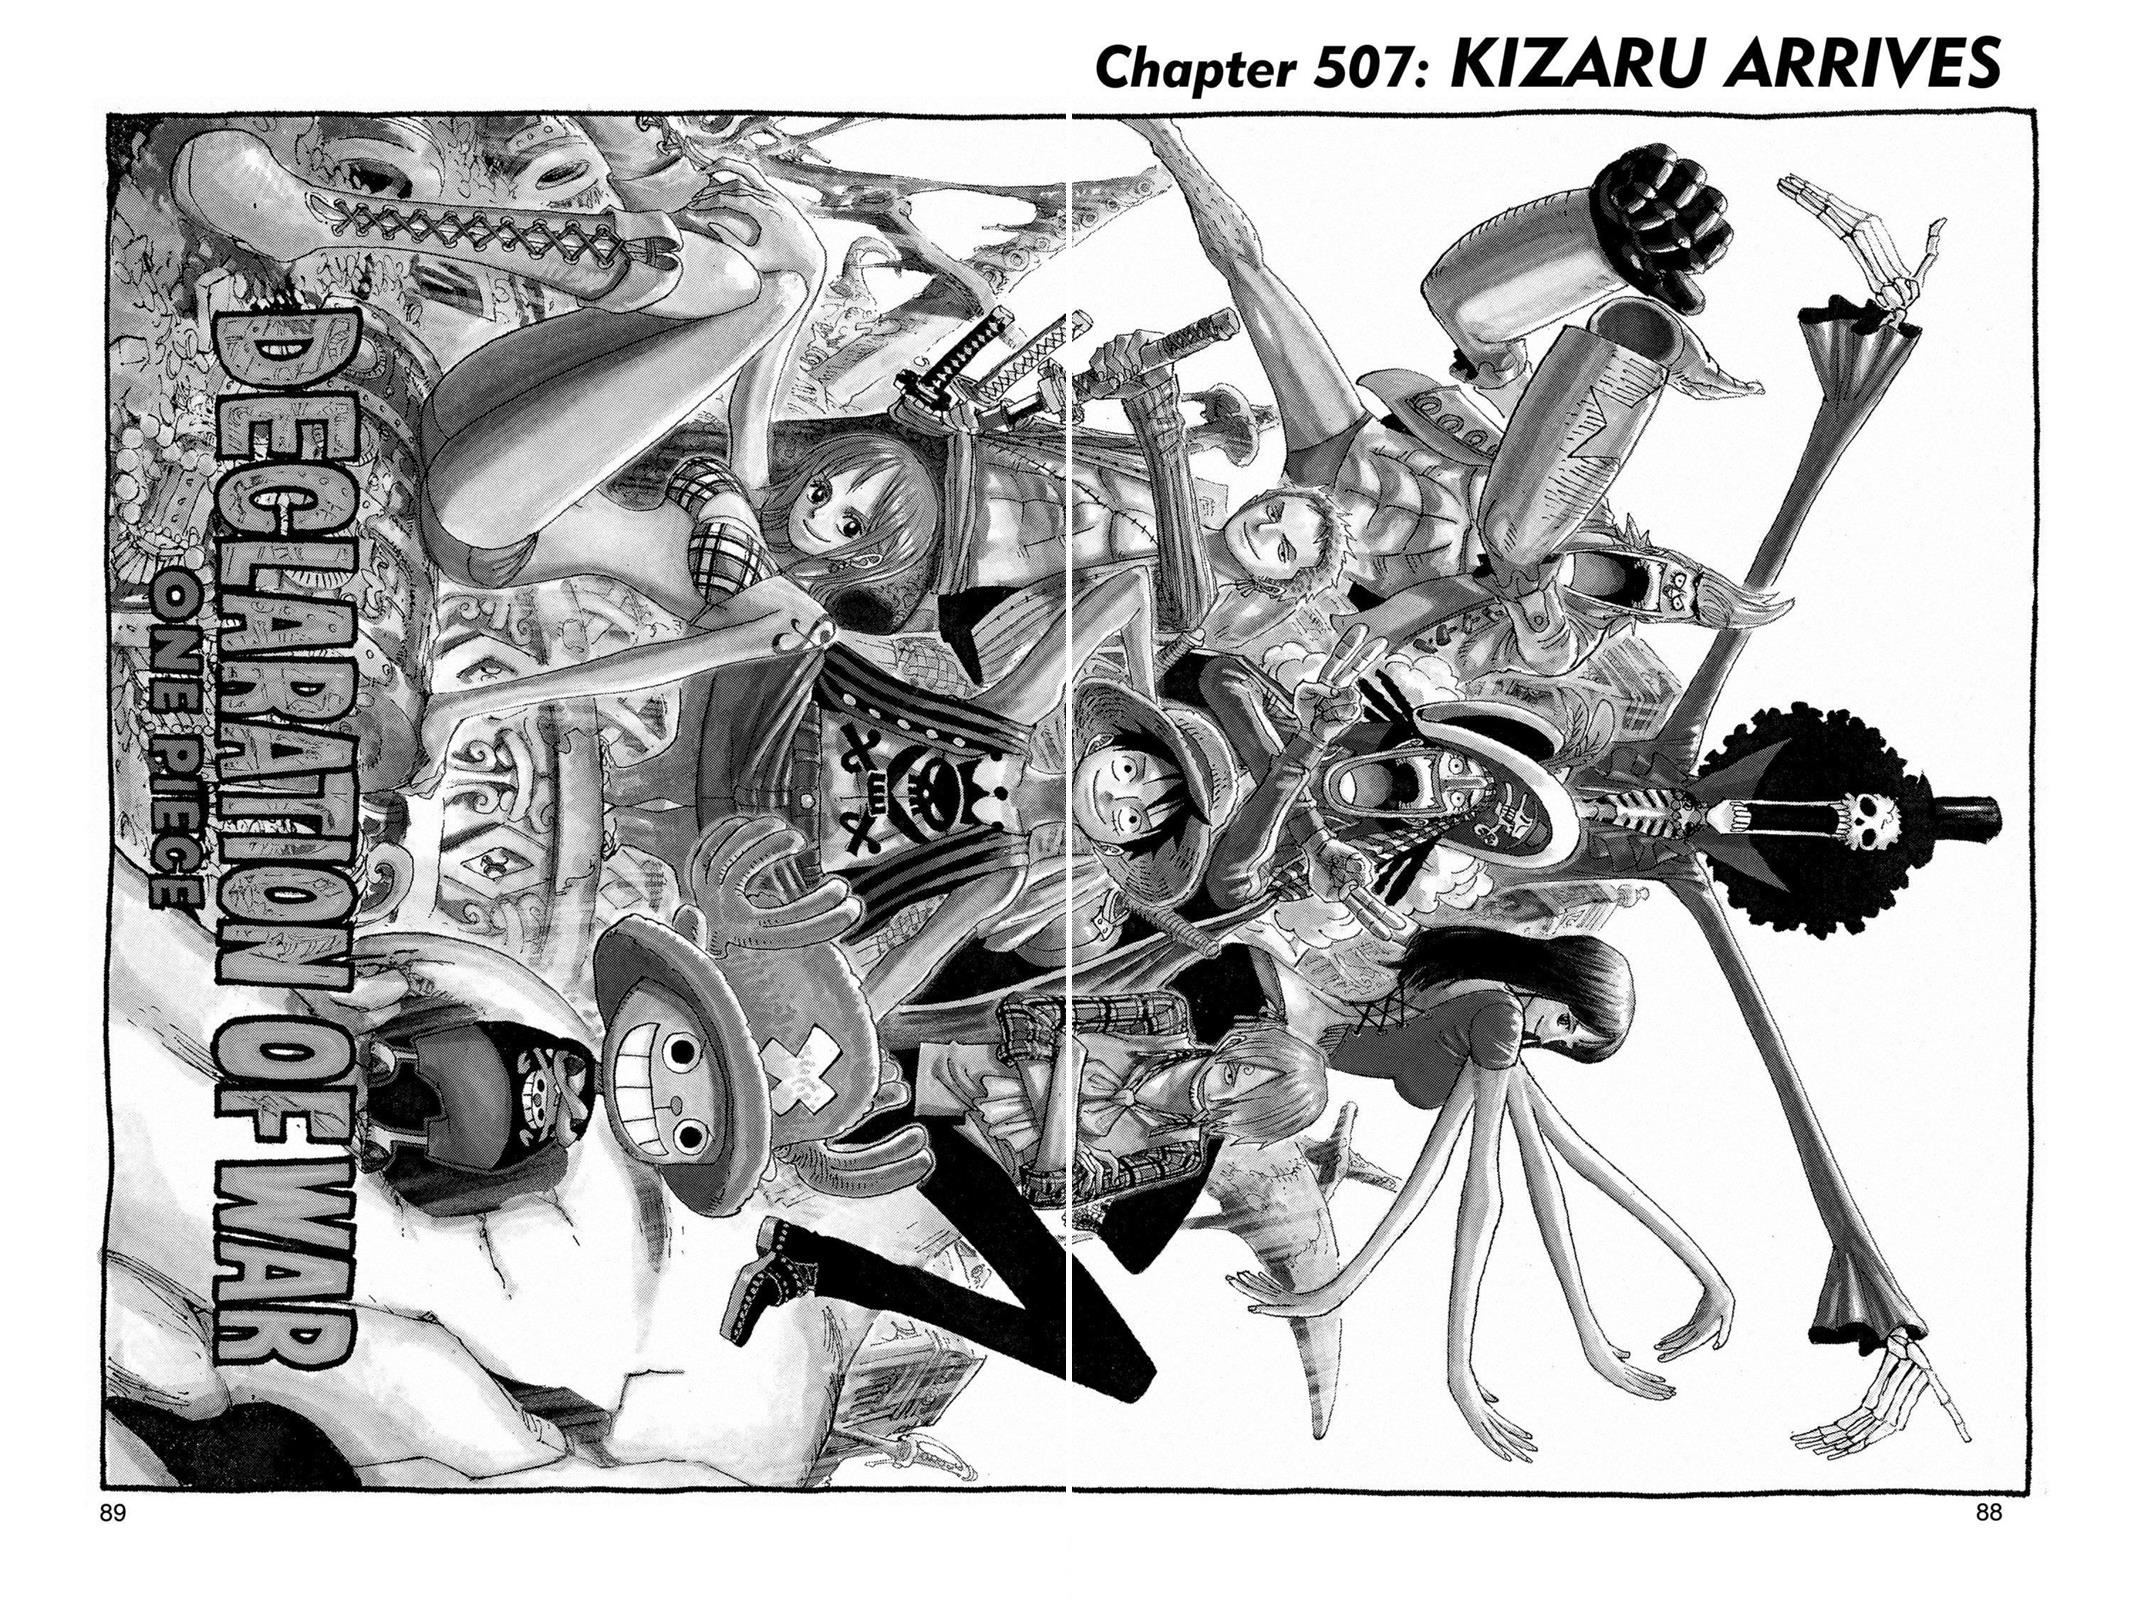 Chapter 507: KIZARU ARRIVES
88
DECLARATION OF WAR
ONE PIECE
89